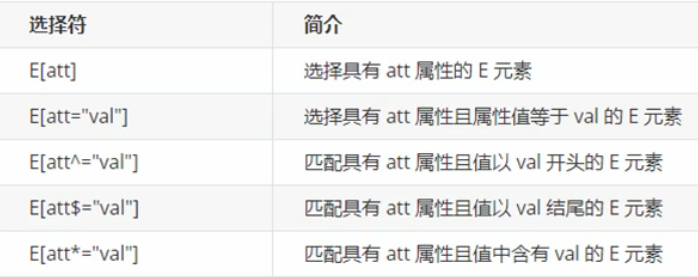 选择符 简介
E[att] 选择具有 att 属性的 E 元素
E[att="val"] 选择具有 att 属性且属性值等于 val 的 E 元素
E[att^="val"] 匹配具有 att 属性且值以 val 开头的 E 元素
E[att$="val"] 匹配具有 att 属性且值以 val 结尾的 E 元素
E[att*="val"] 匹配具有 att 属性且值中含有 val 的 E 元素